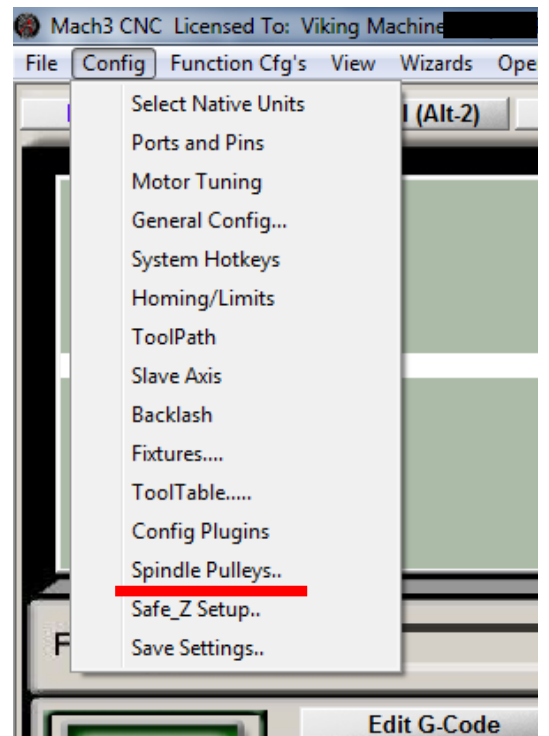 Mach3 CNC Licensed To: Viking Machine
File Config Function Cfg's View Wizards Ope
l (Alt-2)
Select Native Units
Ports and Pins
Motor Tuning
General Config...
System Hotkeys
Homing/Limits
ToolPath
Slave Axis
Backlash
Fixtures....
ToolTable.....
Config Plugins
Spindle Pulleys..
Safe_Z Setup..
Save Settings..
F
Edit G-Code